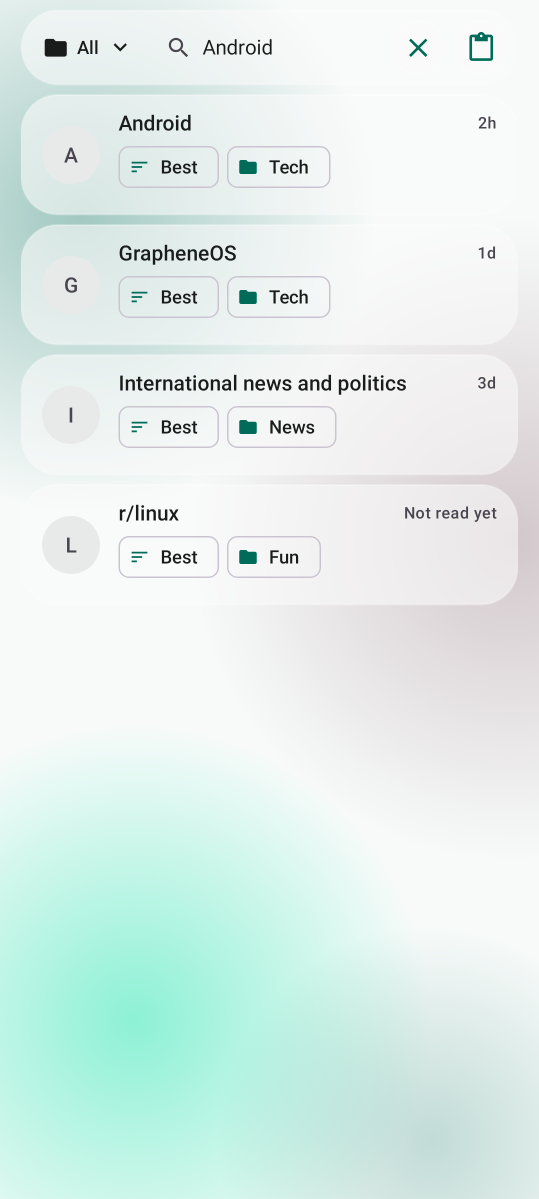 All Android
Android 2h
A
Best Tech
GrapheneOS 1d
G
Best Tech
International news and politics 3d
I
Best News
r/linux Not read yet
L
Best Fun